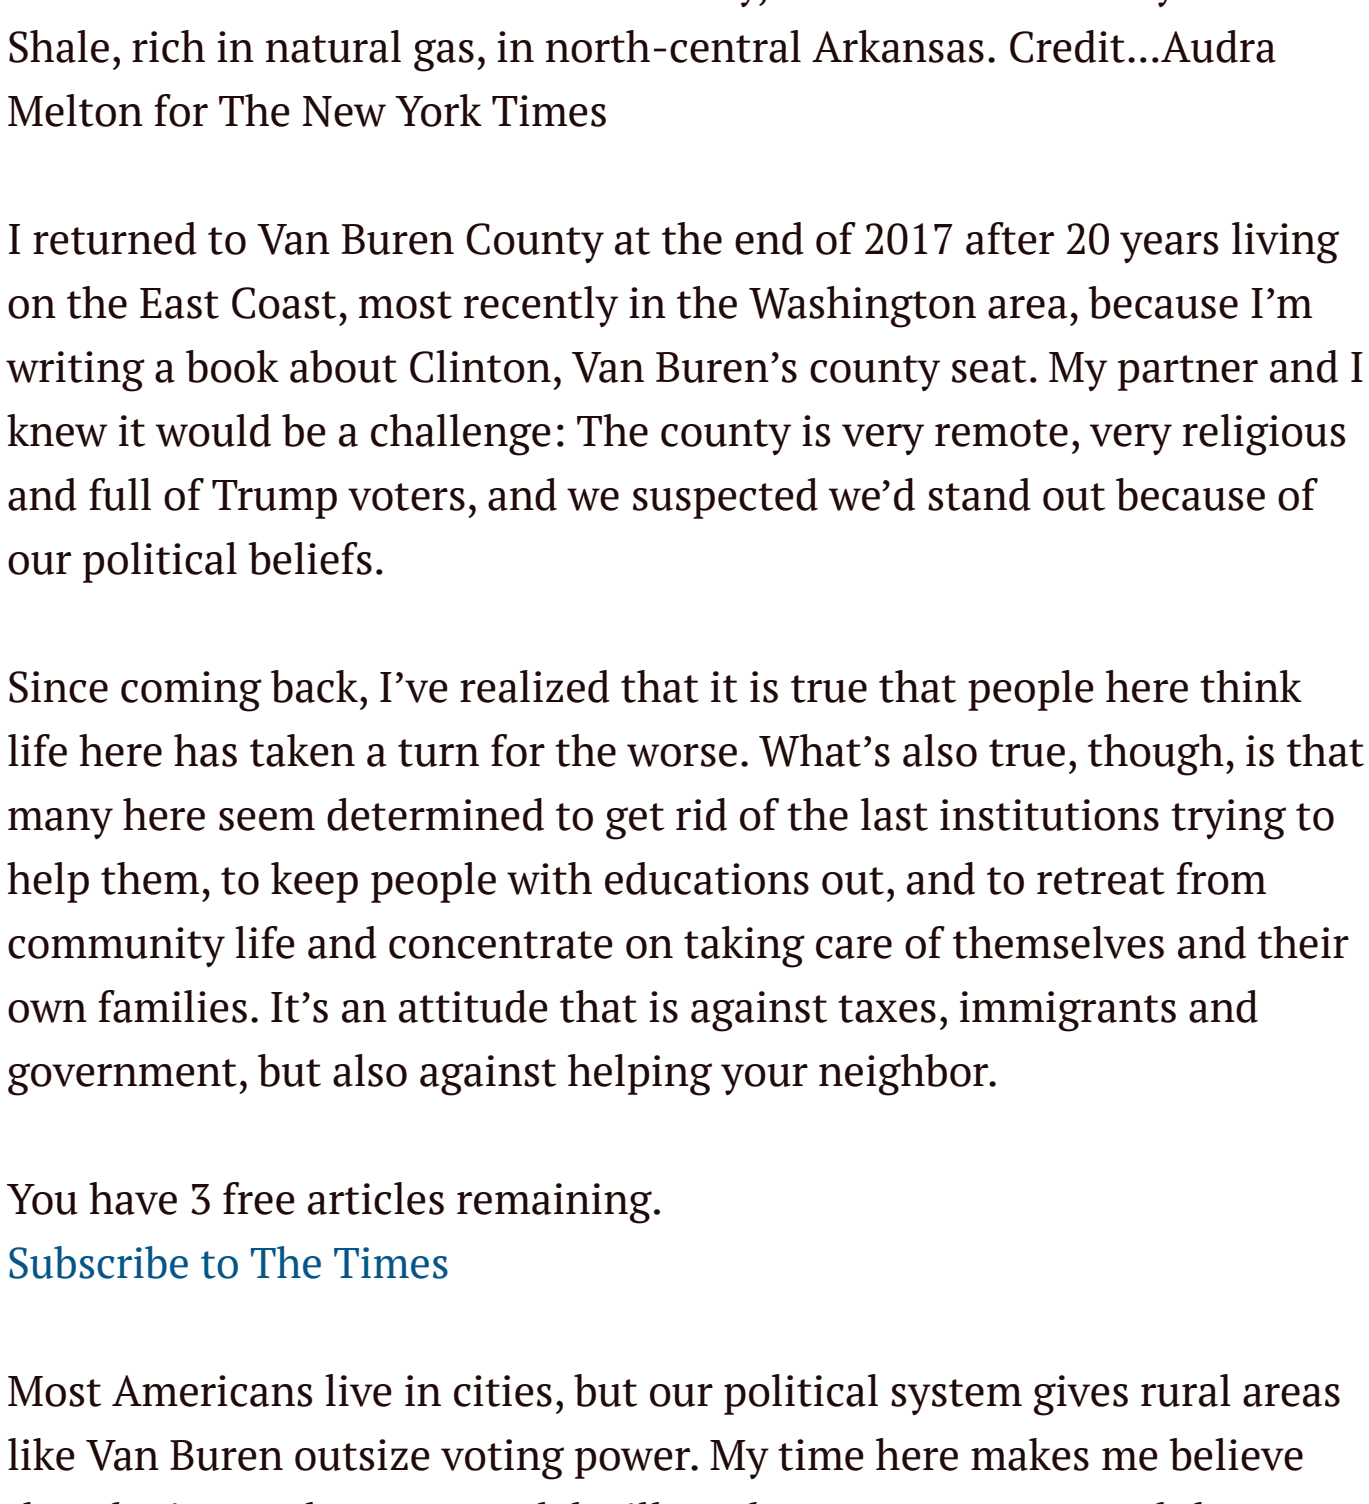 Shale, rich in natural gas, in north-central Arkansas. Credit...Audra
Melton for The New York Times
I returned to Van Buren County at the end of 2017 after 20 years living
on the East Coast, most recently in the Washington area, because I’m
writing a book about Clinton, Van Buren’s county seat. My partner and I
knew it would be a challenge: The county is very remote, very religious
and full of Trump voters, and we suspected we’d stand out because of
our political beliefs.
Since coming back, I’ve realized that it is true that people here think
life here has taken a turn for the worse. What’s also true, though, is that
many here seem determined to get rid of the last institutions trying to
help them, to keep people with educations out, and to retreat from
community life and concentrate on taking care of themselves and their
own families. It’s an attitude that is against taxes, immigrants and
government, but also against helping your neighbor.
You have 3 free articles remaining.
Subscribe to The Times
Most Americans live in cities, but our political system gives rural areas
like Van Buren outsize voting power. My time here makes me believe